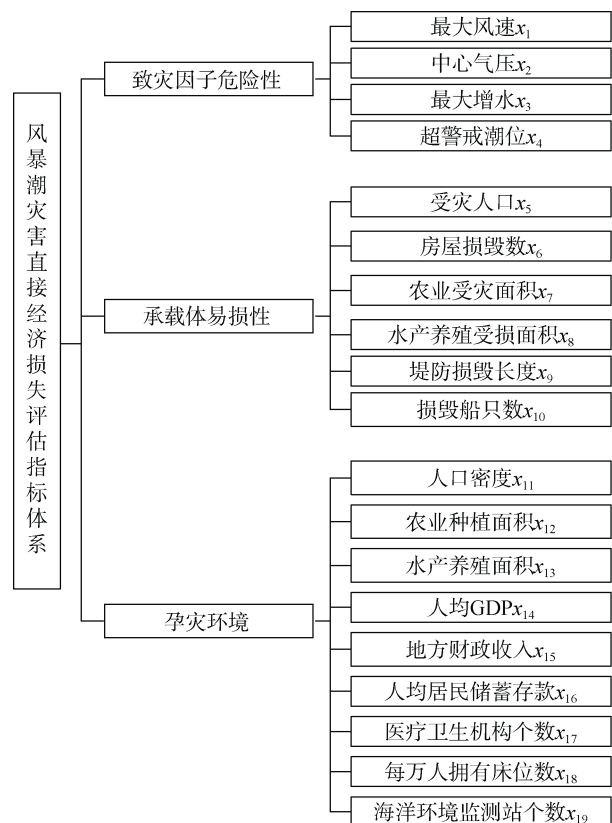 风暴潮灾害直接经济损失评估指标体系
致灾因子危险性
最大风速x₁
中心气压x₂
最大增水x₃
超警戒潮位x₄
承载体易损性
受灾人口x₅
房屋损毁数x₆
农业受灾面积x₇
水产养殖受损面积x₈
堤防损毁长度x₉
损毁船只数x₁₀
孕灾环境
人口密度x₁₁
农业种植面积x₁₂
水产养殖面积x₁₃
人均GDPx₁₄
地方财政收入x₁₅
人均居民储蓄存款x₁₆
医疗卫生机构个数x₁₇
每万人拥有床位数x₁₈
海洋环境监测站个数x₁₉